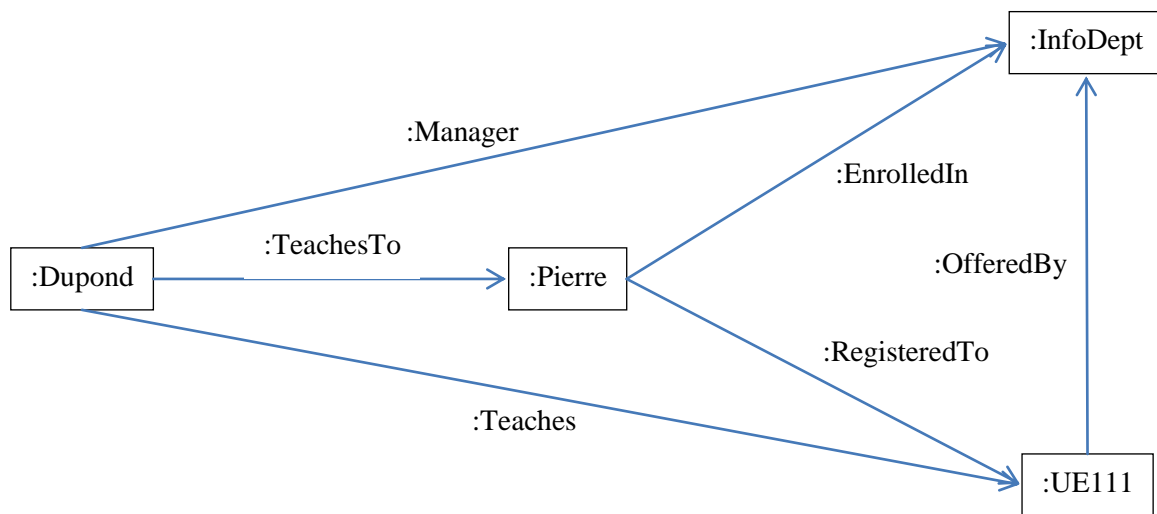 :InfoDept
:Manager
:EnrolledIn
:TeachesTo
:Dupond
:Pierre
:OfferedBy
:RegisteredTo
:Teaches
:UE111